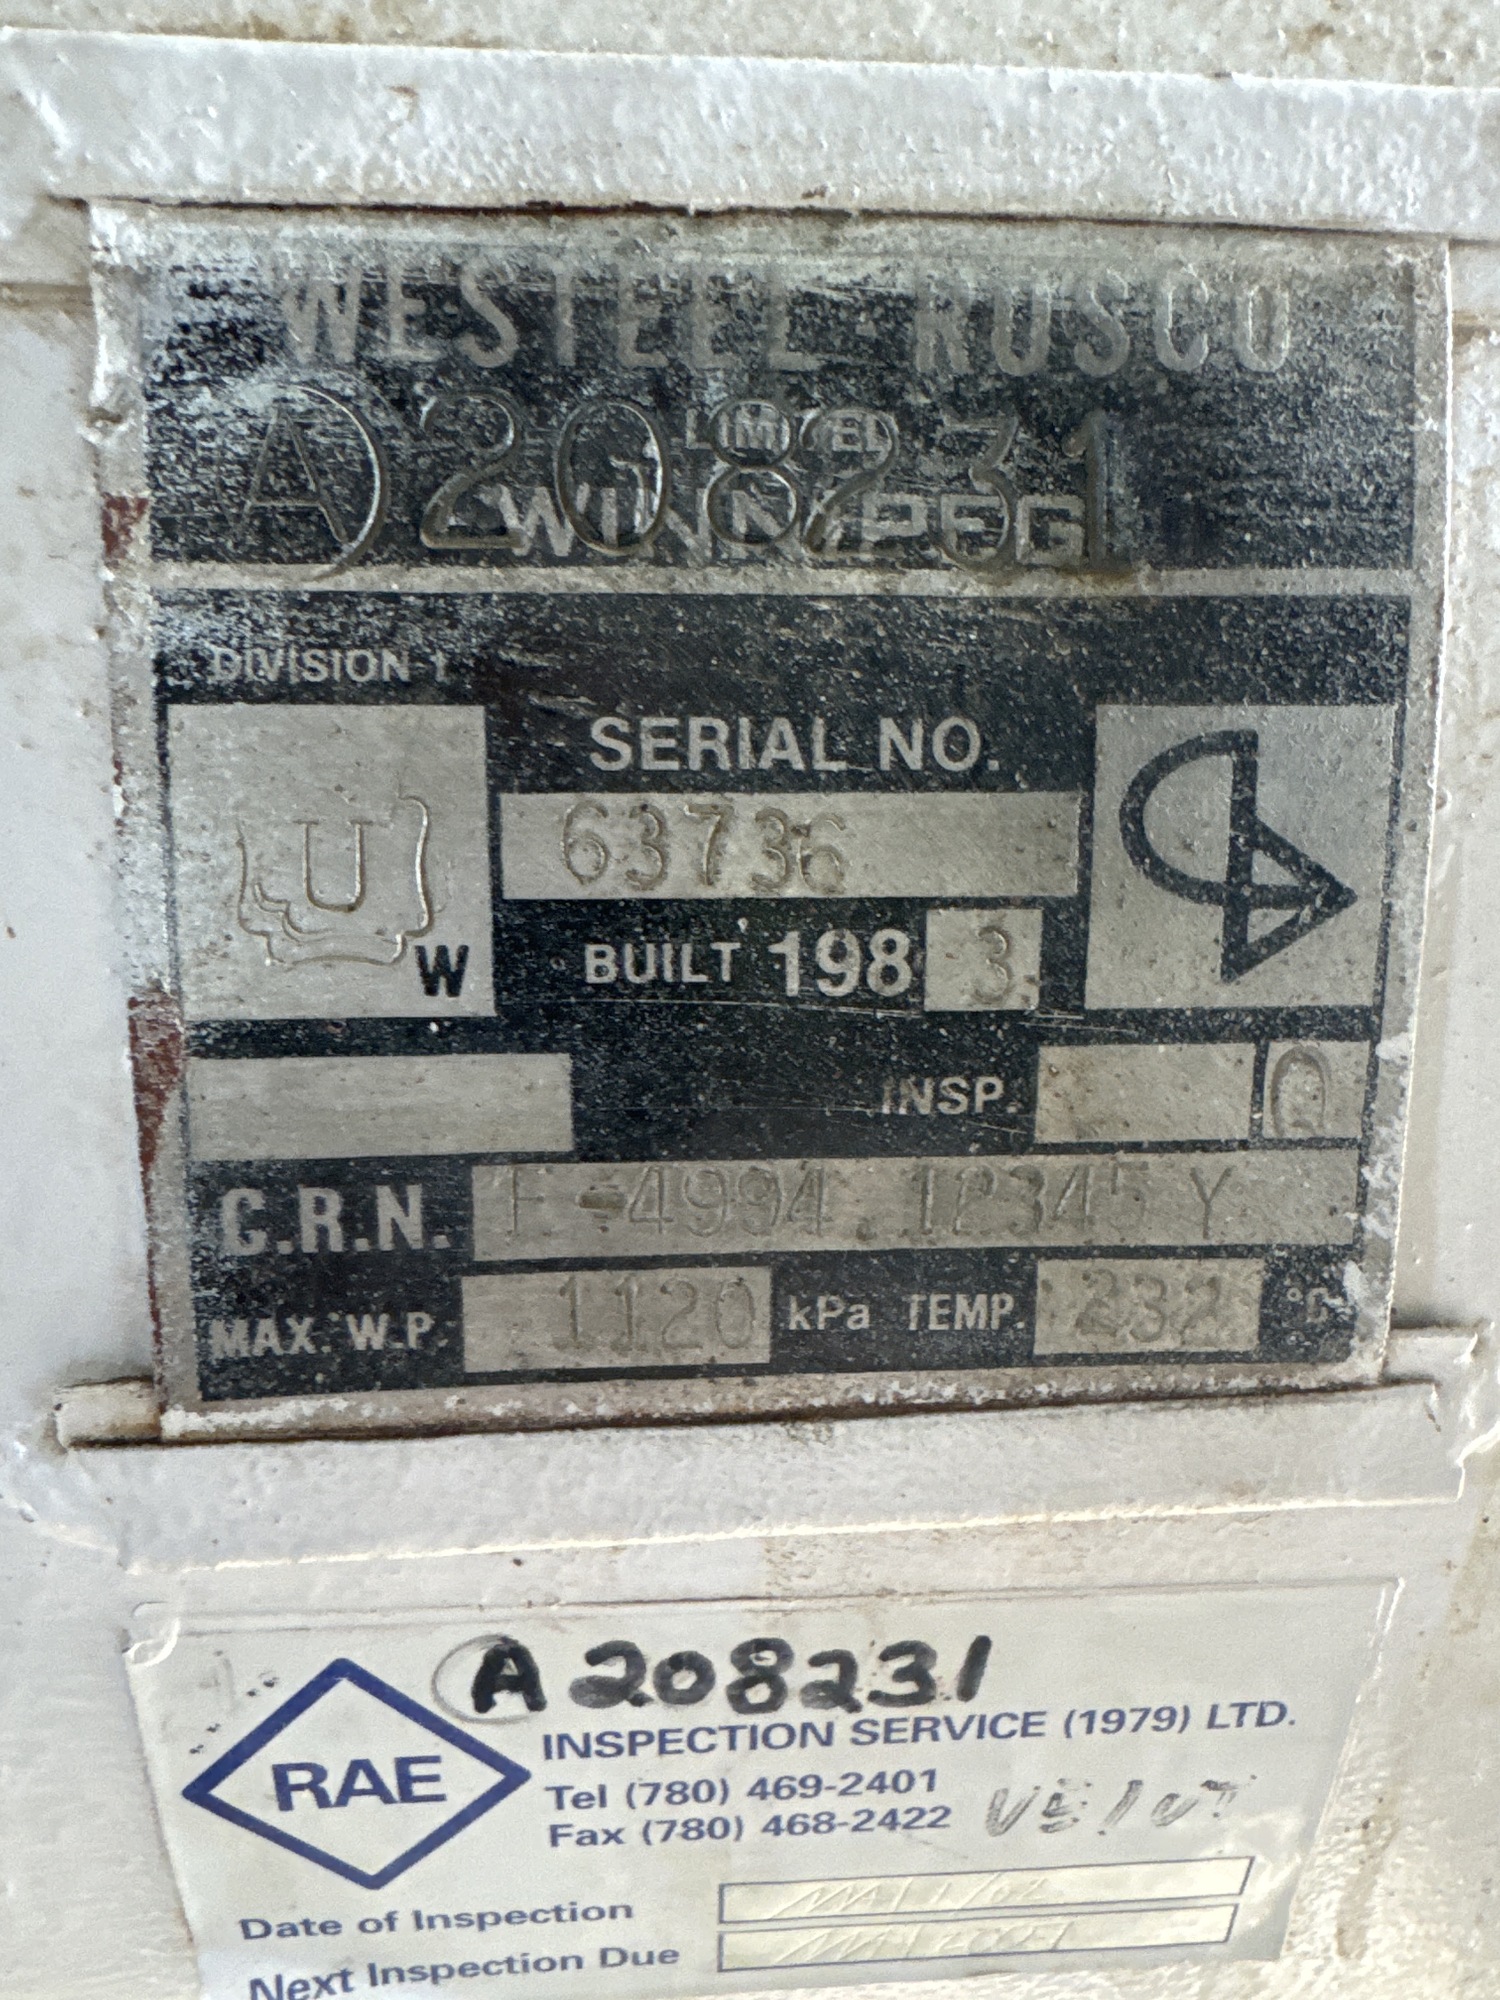 WESTEEL-ROSCO
LIMITED
A 208231
WINNIPEG
DIVISION 1
SERIAL NO.
U
63736
W
BUILT 198 3
INSP. Q
C.R.N. F-4994.12345Y
MAX. W.P. 1120 kPa TEMP. 232 °C
A 208231
RAE
INSPECTION SERVICE (1979) LTD.
Tel (780) 469-2401
Fax (780) 468-2422
Date of Inspection
Next Inspection Due